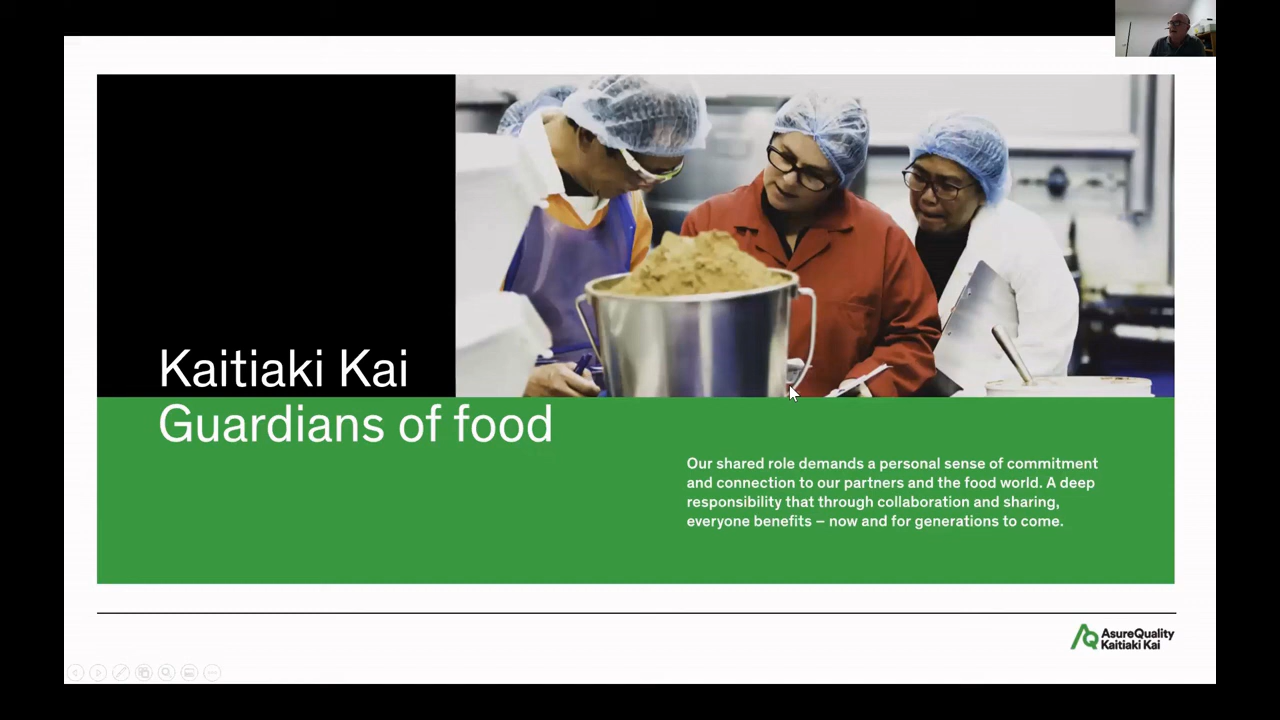 Kaitiaki Kai
Guardians of food
Our shared role demands a personal sense of commitment
and connection to our partners and the food world. A deep
responsibility that through collaboration and sharing,
everyone benefits – now and for generations to come.
AsureQuality
Kaitiaki Kai